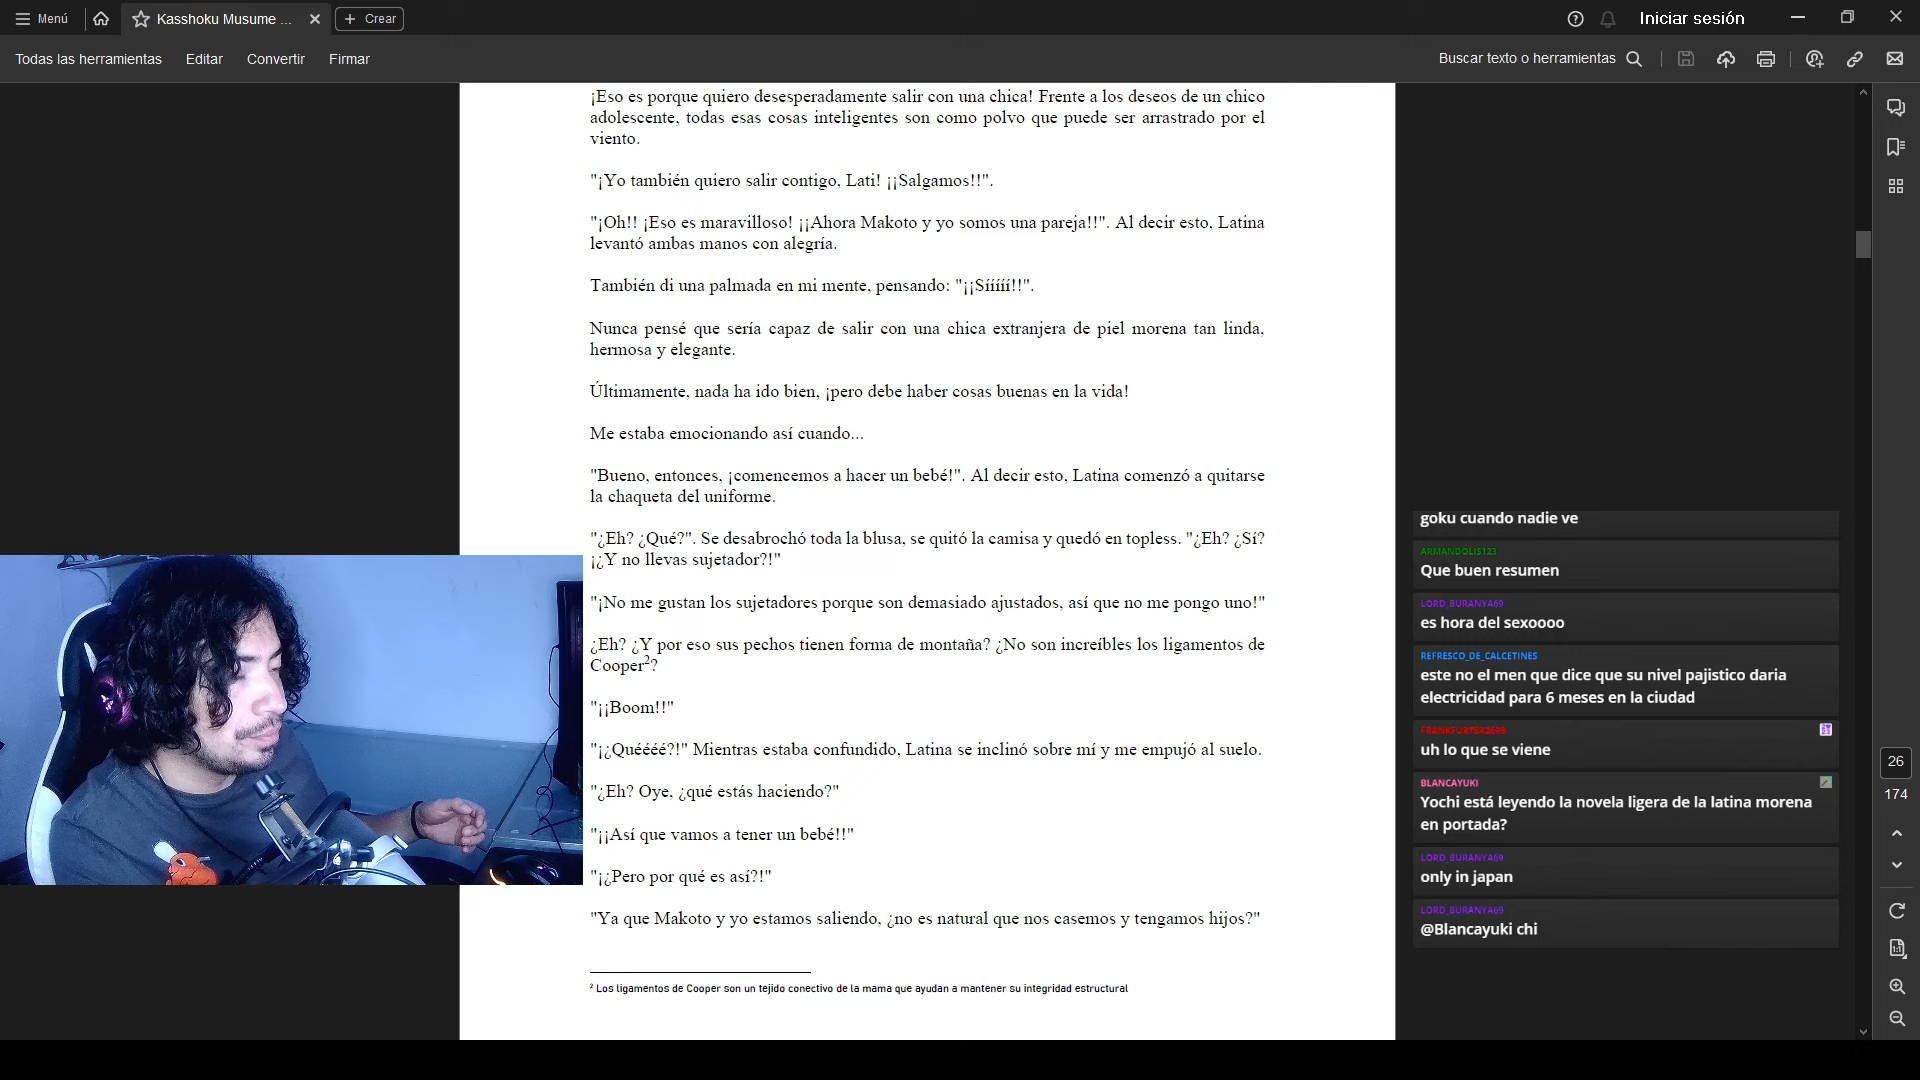 Menú
Kasshoku Musume ...
Crear
Iniciar sesión
Todas las herramientas
Editar
Convertir
Firmar
Buscar texto o herramientas
¡Eso es porque quiero desesperadamente salir con una chica! Frente a los deseos de un chico
adolescente, todas esas cosas inteligentes son como polvo que puede ser arrastrado por el
viento.
"¡Yo también quiero salir contigo, Lati! ¡¡Salgamos!!".
"¡Oh!! ¡Eso es maravilloso! ¡¡Ahora Makoto y yo somos una pareja!!". Al decir esto, Latina
levantó ambas manos con alegría.
También di una palmada en mi mente, pensando: "¡¡Sííííí!!".
Nunca pensé que sería capaz de salir con una chica extranjera de piel morena tan linda,
hermosa y elegante.
Últimamente, nada ha ido bien, ¡pero debe haber cosas buenas en la vida!
Me estaba emocionando así cuando...
"Bueno, entonces, ¡comencemos a hacer un bebé!". Al decir esto, Latina comenzó a quitarse
la chaqueta del uniforme.
"¿Eh? ¿Qué?". Se desabrochó toda la blusa, se quitó la camisa y quedó en topless. "¿Eh? ¿Sí?
¡¿Y no llevas sujetador?!"
"¡No me gustan los sujetadores porque son demasiado ajustados, así que no me pongo uno!"
¿Eh? ¿Y por eso sus pechos tienen forma de montaña? ¿No son increíbles los ligamentos de
Cooper²?
"¡¡Boom!!"
"¡¿Quéééé?!" Mientras estaba confundido, Latina se inclinó sobre mí y me empujó al suelo.
"¿Eh? Oye, ¿qué estás haciendo?"
"¡¡Así que vamos a tener un bebé!!"
"¡¿Pero por qué es así?!"
"Ya que Makoto y yo estamos saliendo, ¿no es natural que nos casemos y tengamos hijos?"
² Los ligamentos de Cooper son un tejido conectivo de la mama que ayudan a mantener su integridad estructural
goku cuando nadie ve
ARMANDOLIS123
Que buen resumen
LORD_BURANYA69
es hora del sexoooo
REFRESCO_DE_CALCETINES
este no el men que dice que su nivel pajistico daria
electricidad para 6 meses en la ciudad
uh lo que se viene
BLANCAYUKI
Yochi está leyendo la novela ligera de la latina morena
en portada?
LORD_BURANYA69
only in japan
LORD_BURANYA69
@Blancayuki chi
26
174